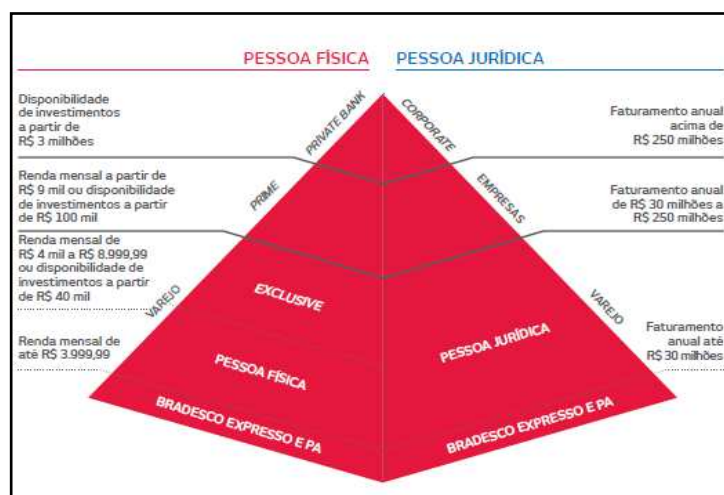 PESSOA FÍSICA
PESSOA JURÍDICA
Disponibilidade
de investimentos
a partir de
R$ 3 milhões
PRIVATE BANK
CORPORATE
Faturamento anual
acima de
R$ 250 milhões
Renda mensal a partir de
R$ 9 mil ou disponibilidade
de investimentos a partir
de R$ 100 mil
PRIME
EMPRESAS
Faturamento anual
de R$ 30 milhões a
R$ 250 milhões
Renda mensal de
R$ 4 mil a R$ 8.999,99
ou disponibilidade de
investimentos a partir
de R$ 40 mil
VAREJO
EXCLUSIVE
VAREJO
Renda mensal de
até R$ 3.999,99
PESSOA FÍSICA
PESSOA JURÍDICA
Faturamento
anual até
R$ 30 milhões
BRADESCO EXPRESSO E PA
BRADESCO EXPRESSO E PA